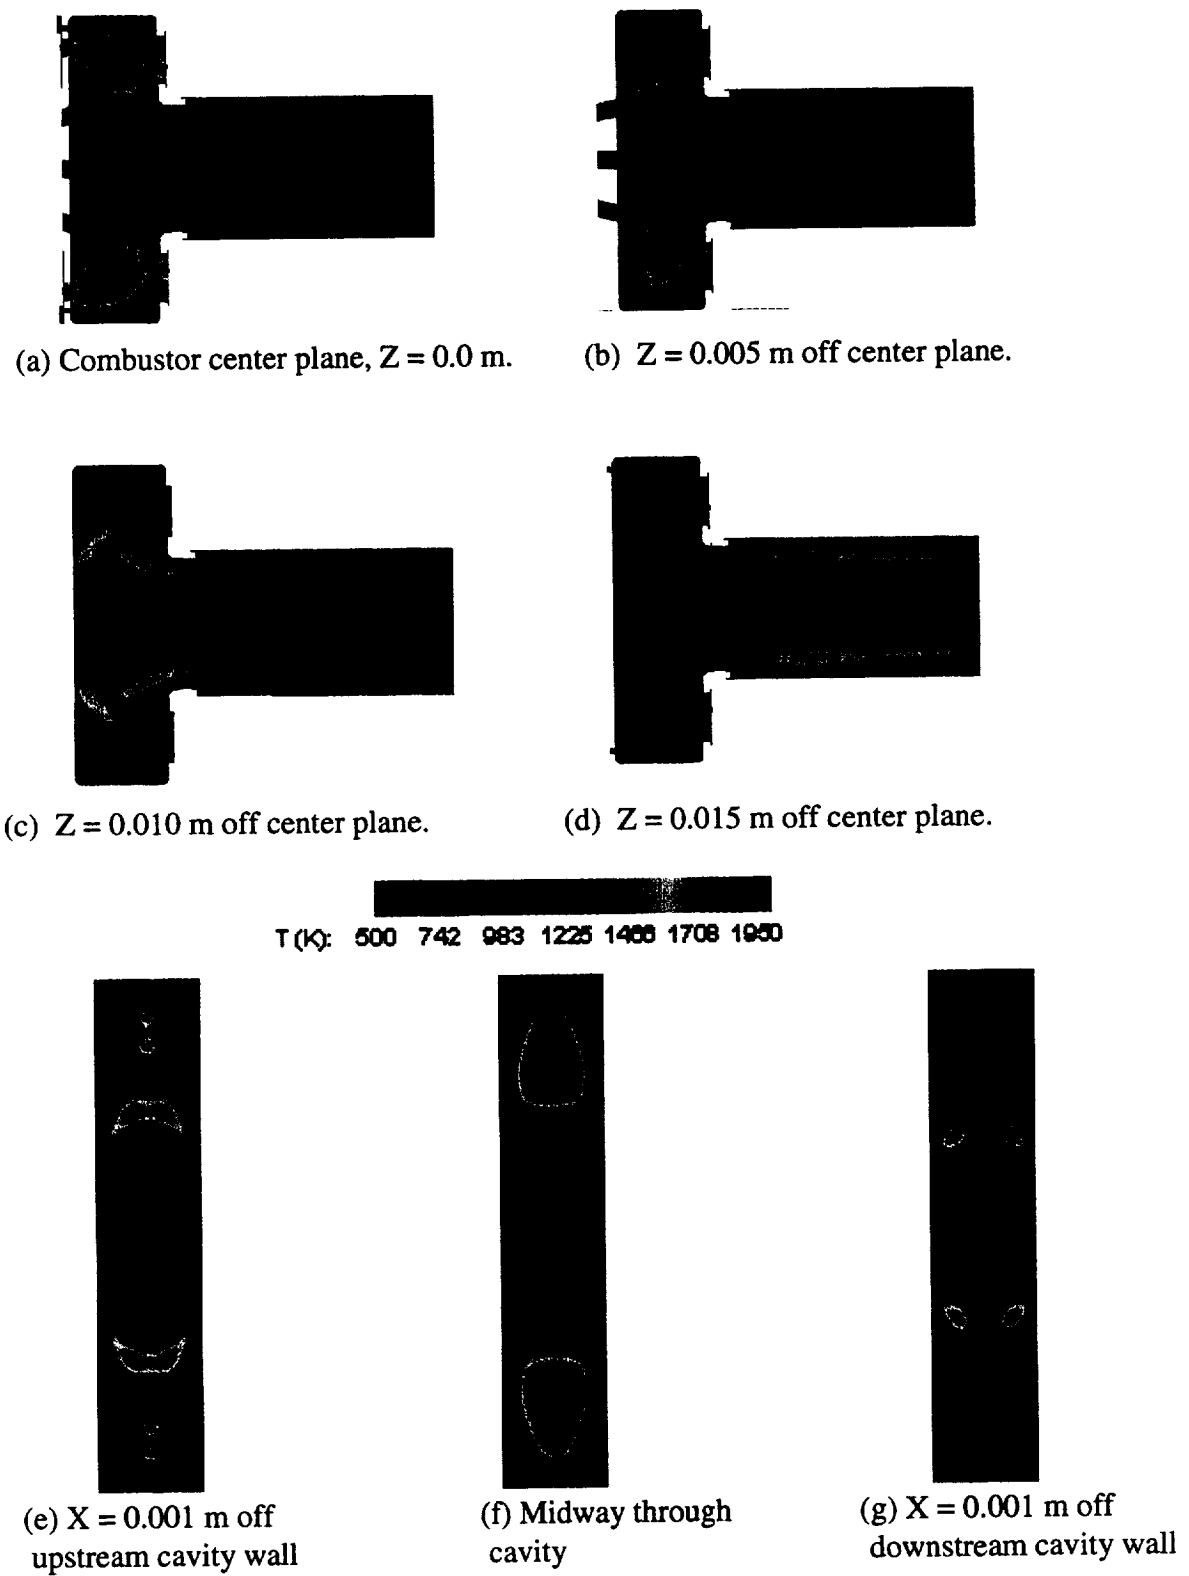 (a) Combustor center plane, Z = 0.0 m.
(b) Z = 0.005 m off center plane.
(c) Z = 0.010 m off center plane.
(d) Z = 0.015 m off center plane.
T(K): 500 742 983 1225 1466 1708 1950
(e) X = 0.001 m off
upstream cavity wall
(f) Midway through
cavity
(g) X = 0.001 m off
downstream cavity wall